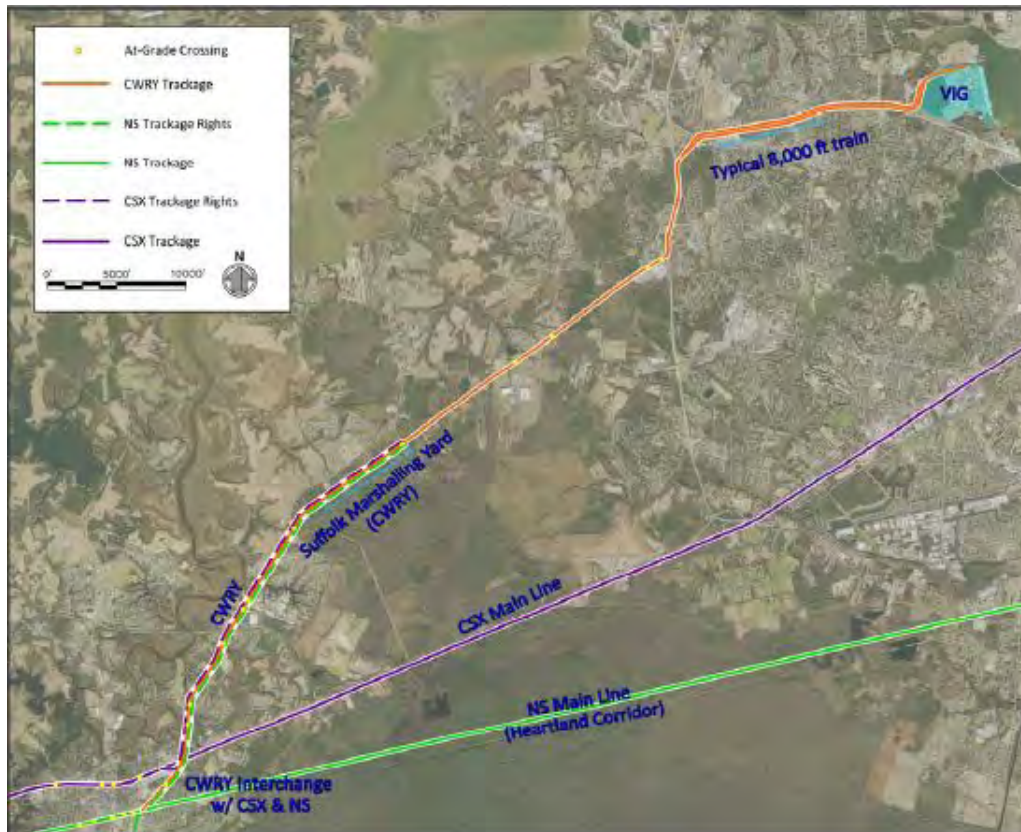 At-Grade Crossing
CWRY Trackage
NS Trackage Rights
NS Trackage
CSX Trackage Rights
CSX Trackage
0' 5000' 10000'
N
VIG
Typical 8,000 ft train
Suffolk Marshalling Yard
(CWRY)
CWRY
CSX Main Line
NS Main Line
(Heartland Corridor)
CWRY Interchange
w/ CSX & NS